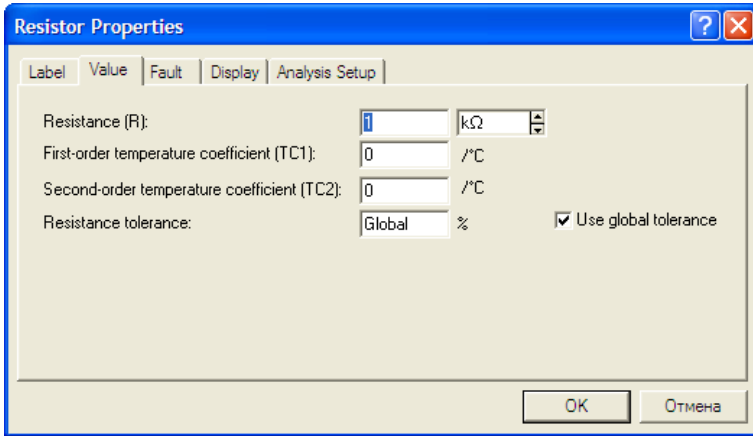 Resistor Properties
Label Value Fault Display Analysis Setup
Resistance (R): 1 kΩ
First-order temperature coefficient (TC1): 0 /°C
Second-order temperature coefficient (TC2): 0 /°C
Resistance tolerance: Global % Use global tolerance
OK Отмена